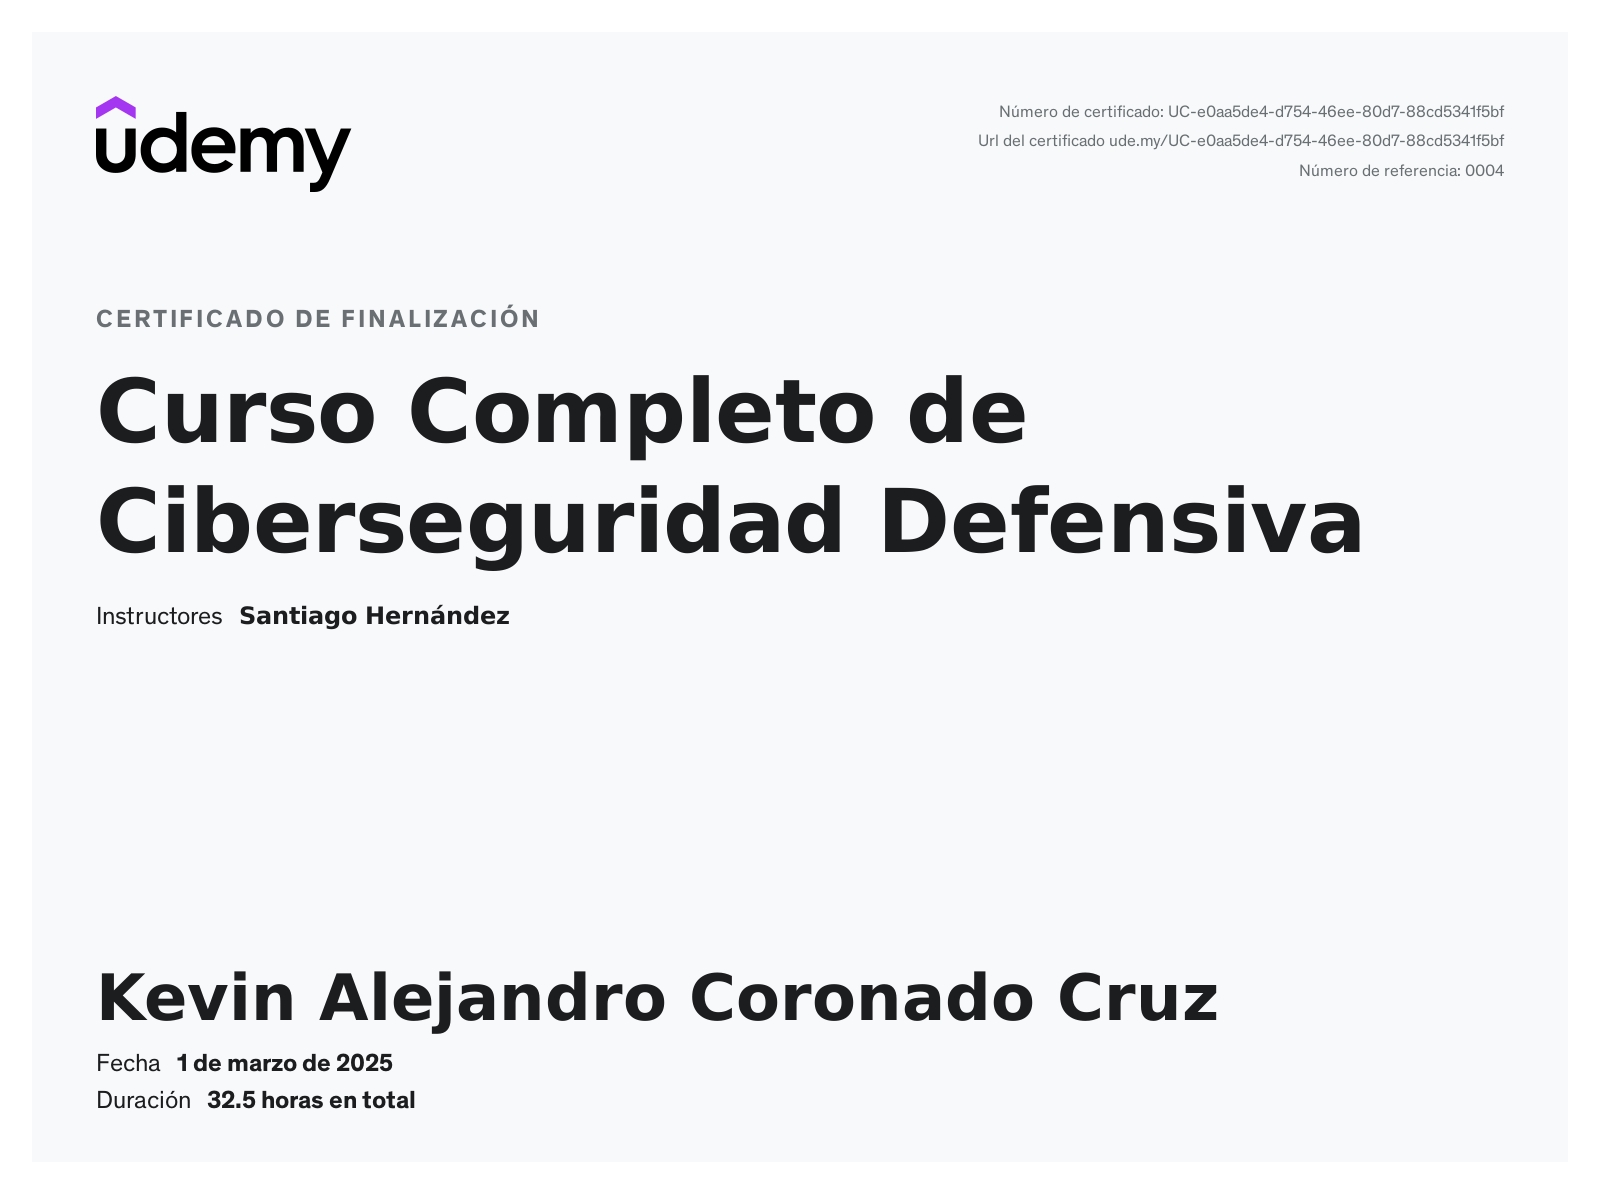 udemy
Número de certificado: UC-e0aa5de4-d754-46ee-80d7-88cd5341f5bf
Url del certificado ude.my/UC-e0aa5de4-d754-46ee-80d7-88cd5341f5bf
Número de referencia: 0004
CERTIFICADO DE FINALIZACIÓN
Curso Completo de
Ciberseguridad Defensiva
Instructores Santiago Hernández
Kevin Alejandro Coronado Cruz
Fecha 1 de marzo de 2025
Duración 32.5 horas en total